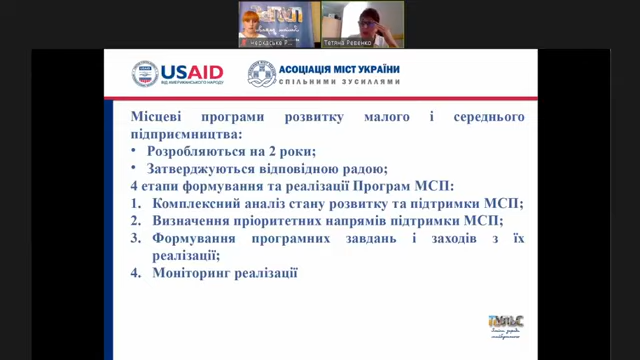 Черкаське Р...
Тетяна Ревенко
USAID
ВІД АМЕРИКАНСЬКОГО НАРОДУ
АСОЦІАЦІЯ МІСТ УКРАЇНИ
СПІЛЬНИМИ ЗУСИЛЛЯМИ
Місцеві програми розвитку малого і середнього
підприємництва:
• Розробляються на 2 роки;
• Затверджуються відповідною радою;
4 етапи формування та реалізації Програм МСП:
1. Комплексний аналіз стану розвитку та підтримки МСП;
2. Визначення пріоритетних напрямів підтримки МСП;
3. Формування програмних завдань і заходів з їх
реалізації;
4. Моніторинг реалізації
ПУЛЬС